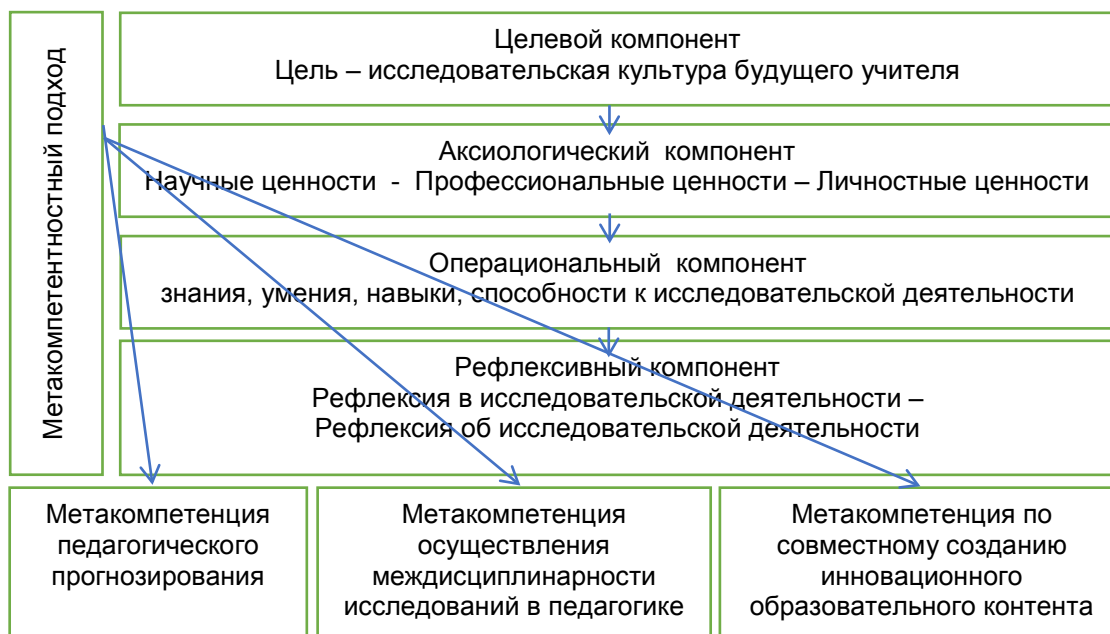 Метакомпетентностный подход
Целевой компонент
Цель – исследовательская культура будущего учителя
Аксиологический компонент
Научные ценности - Профессиональные ценности – Личностные ценности
Операциональный компонент
знания, умения, навыки, способности к исследовательской деятельности
Рефлексивный компонент
Рефлексия в исследовательской деятельности –
Рефлексия об исследовательской деятельности
Метакомпетенция
педагогического
прогнозирования
Метакомпетенция
осуществления
междисциплинарности
исследований в педагогике
Метакомпетенция по
совместному созданию
инновационного
образовательного контента